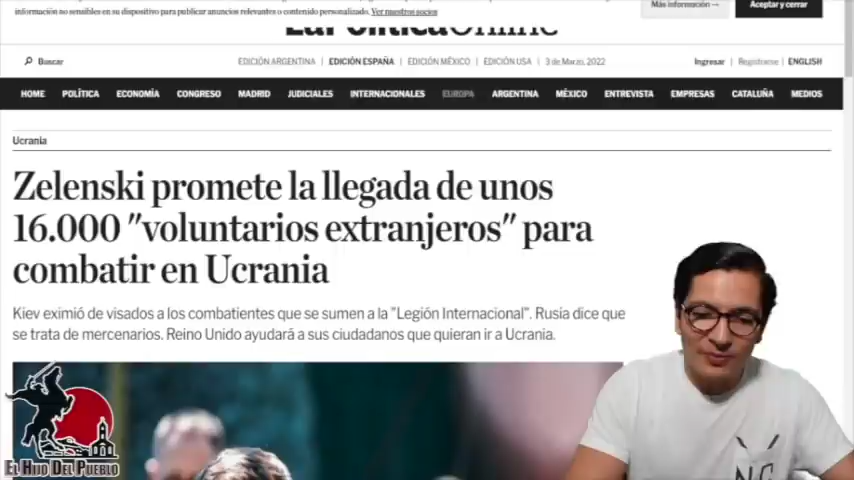 información no sensibles en su dispositivo para publicar anuncios relevantes o contenido personalizado. Ver nuestros socios
Más información →
Aceptar y cerrar
LaPolíticaOnline
Buscar
EDICIÓN ARGENTINA | EDICIÓN ESPAÑA | EDICIÓN MÉXICO | EDICIÓN USA | 3 de Marzo, 2022
Ingresar | Registrarse | ENGLISH
HOME POLÍTICA ECONOMÍA CONGRESO MADRID JUDICIALES INTERNACIONALES EUROPA ARGENTINA MÉXICO ENTREVISTA EMPRESAS CATALUÑA MEDIOS
Ucrania
Zelenski promete la llegada de unos
16.000 "voluntarios extranjeros" para
combatir en Ucrania
Kiev eximió de visados a los combatientes que se sumen a la "Legión Internacional". Rusia dice que
se trata de mercenarios. Reino Unido ayudará a sus ciudadanos que quieran ir a Ucrania.
EL HIJO DEL PUEBLO